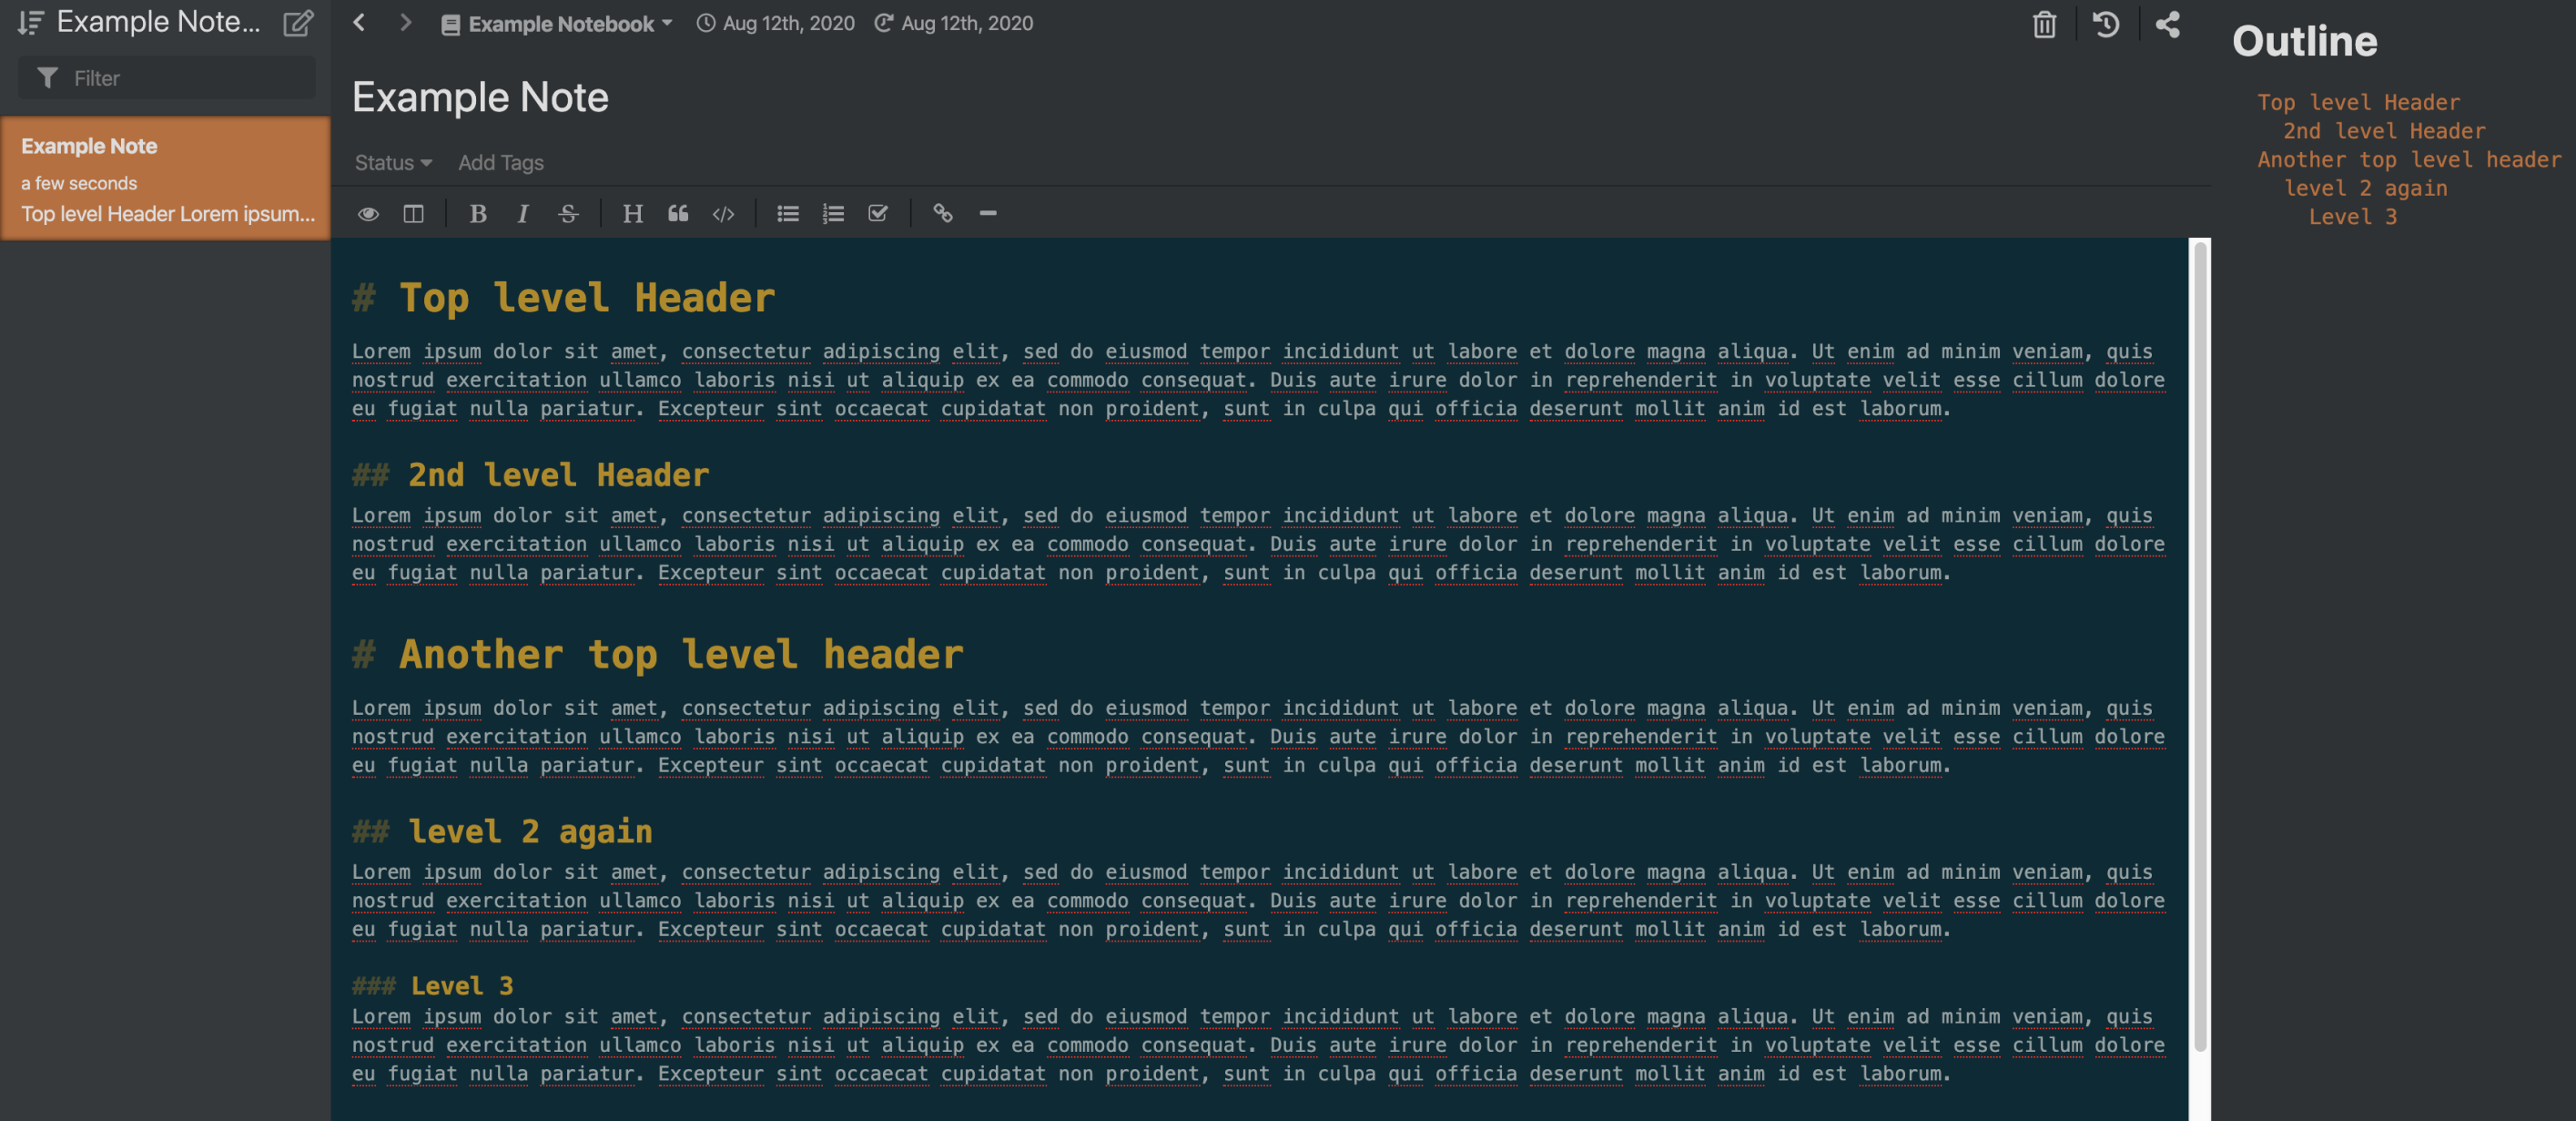 Example Note...
Filter
Example Note
a few seconds
Top level Header Lorem ipsum...
Example Notebook Aug 12th, 2020 Aug 12th, 2020
Example Note
Status Add Tags
B I S H </>
# Top level Header
Lorem ipsum dolor sit amet, consectetur adipiscing elit, sed do eiusmod tempor incididunt ut labore et dolore magna aliqua. Ut enim ad minim veniam, quis
nostrud exercitation ullamco laboris nisi ut aliquip ex ea commodo consequat. Duis aute irure dolor in reprehenderit in voluptate velit esse cillum dolore
eu fugiat nulla pariatur. Excepteur sint occaecat cupidatat non proident, sunt in culpa qui officia deserunt mollit anim id est laborum.
## 2nd level Header
Lorem ipsum dolor sit amet, consectetur adipiscing elit, sed do eiusmod tempor incididunt ut labore et dolore magna aliqua. Ut enim ad minim veniam, quis
nostrud exercitation ullamco laboris nisi ut aliquip ex ea commodo consequat. Duis aute irure dolor in reprehenderit in voluptate velit esse cillum dolore
eu fugiat nulla pariatur. Excepteur sint occaecat cupidatat non proident, sunt in culpa qui officia deserunt mollit anim id est laborum.
# Another top level header
Lorem ipsum dolor sit amet, consectetur adipiscing elit, sed do eiusmod tempor incididunt ut labore et dolore magna aliqua. Ut enim ad minim veniam, quis
nostrud exercitation ullamco laboris nisi ut aliquip ex ea commodo consequat. Duis aute irure dolor in reprehenderit in voluptate velit esse cillum dolore
eu fugiat nulla pariatur. Excepteur sint occaecat cupidatat non proident, sunt in culpa qui officia deserunt mollit anim id est laborum.
## level 2 again
Lorem ipsum dolor sit amet, consectetur adipiscing elit, sed do eiusmod tempor incididunt ut labore et dolore magna aliqua. Ut enim ad minim veniam, quis
nostrud exercitation ullamco laboris nisi ut aliquip ex ea commodo consequat. Duis aute irure dolor in reprehenderit in voluptate velit esse cillum dolore
eu fugiat nulla pariatur. Excepteur sint occaecat cupidatat non proident, sunt in culpa qui officia deserunt mollit anim id est laborum.
### Level 3
Lorem ipsum dolor sit amet, consectetur adipiscing elit, sed do eiusmod tempor incididunt ut labore et dolore magna aliqua. Ut enim ad minim veniam, quis
nostrud exercitation ullamco laboris nisi ut aliquip ex ea commodo consequat. Duis aute irure dolor in reprehenderit in voluptate velit esse cillum dolore
eu fugiat nulla pariatur. Excepteur sint occaecat cupidatat non proident, sunt in culpa qui officia deserunt mollit anim id est laborum.
Outline
Top level Header
2nd level Header
Another top level header
level 2 again
Level 3